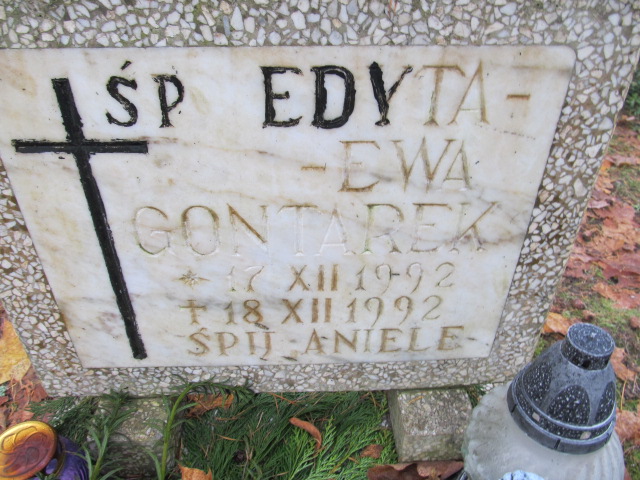 ŚP EDYTA-
-EWA
GONTAREK
17 XII 1992
✝ 18 XII 1992
ŚPIJ ANIELE